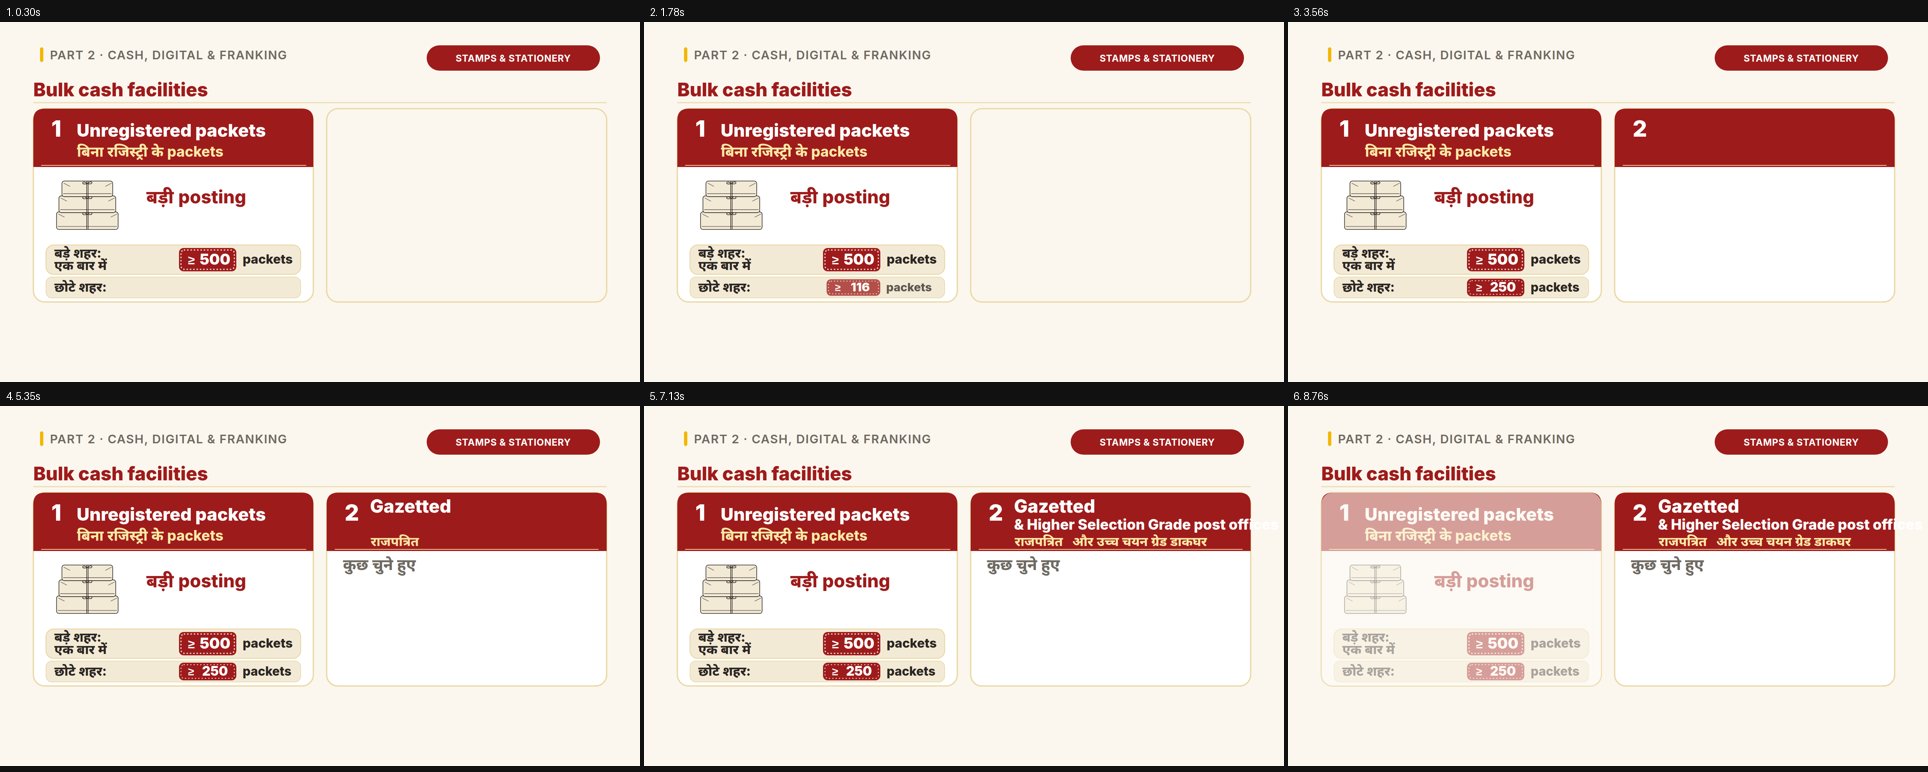 1. 0.30s
PART 2 · CASH, DIGITAL & FRANKING
STAMPS & STATIONERY
Bulk cash facilities
1 Unregistered packets
बिना रजिस्ट्री के packets
बड़ी posting
बड़े शहर:
एक बार में
≥ 500 packets
छोटे शहर:
2. 1.78s
PART 2 · CASH, DIGITAL & FRANKING
STAMPS & STATIONERY
Bulk cash facilities
1 Unregistered packets
बिना रजिस्ट्री के packets
बड़ी posting
बड़े शहर:
एक बार में
≥ 500 packets
छोटे शहर: ≥ 116 packets
3. 3.56s
PART 2 · CASH, DIGITAL & FRANKING
STAMPS & STATIONERY
Bulk cash facilities
1 Unregistered packets
बिना रजिस्ट्री के packets
बड़ी posting
बड़े शहर:
एक बार में
≥ 500 packets
छोटे शहर: ≥ 250 packets
2
4. 5.35s
PART 2 · CASH, DIGITAL & FRANKING
STAMPS & STATIONERY
Bulk cash facilities
1 Unregistered packets
बिना रजिस्ट्री के packets
बड़ी posting
बड़े शहर:
एक बार में
≥ 500 packets
छोटे शहर: ≥ 250 packets
2 Gazetted
राजपत्रित
कुछ चुने हुए
5. 7.13s
PART 2 · CASH, DIGITAL & FRANKING
STAMPS & STATIONERY
Bulk cash facilities
1 Unregistered packets
बिना रजिस्ट्री के packets
बड़ी posting
बड़े शहर:
एक बार में
≥ 500 packets
छोटे शहर: ≥ 250 packets
2 Gazetted
& Higher Selection Grade post offices
राजपत्रित और उच्च चयन ग्रेड डाकघर
कुछ चुने हुए
6. 8.76s
PART 2 · CASH, DIGITAL & FRANKING
STAMPS & STATIONERY
Bulk cash facilities
1 Unregistered packets
बिना रजिस्ट्री के packets
बड़ी posting
बड़े शहर:
एक बार में
≥ 500 packets
छोटे शहर: ≥ 250 packets
2 Gazetted
& Higher Selection Grade post offices
राजपत्रित और उच्च चयन ग्रेड डाकघर
कुछ चुने हुए